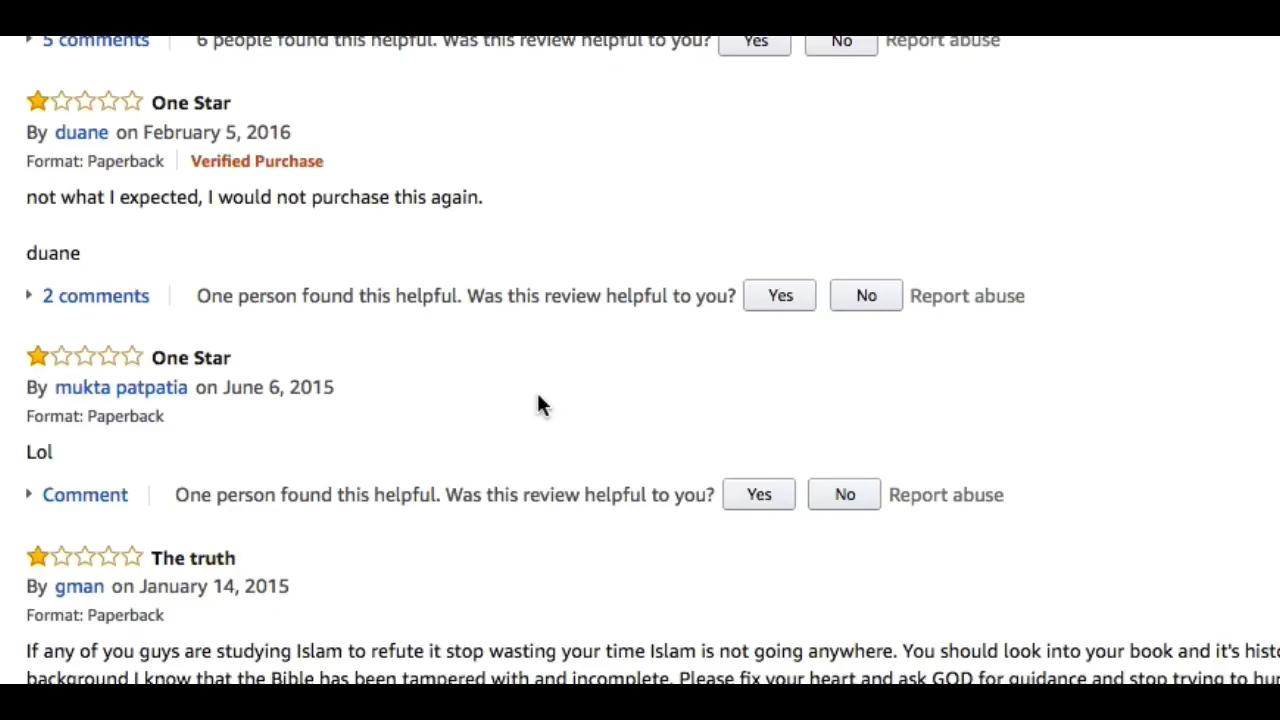 5 comments 6 people found this helpful. Was this review helpful to you? Yes No Report abuse
One Star
By duane on February 5, 2016
Format: Paperback Verified Purchase
not what I expected, I would not purchase this again.
duane
2 comments One person found this helpful. Was this review helpful to you? Yes No Report abuse
One Star
By mukta patpatia on June 6, 2015
Format: Paperback
Lol
Comment One person found this helpful. Was this review helpful to you? Yes No Report abuse
The truth
By gman on January 14, 2015
Format: Paperback
If any of you guys are studying Islam to refute it stop wasting your time Islam is not going anywhere. You should look into your book and it's
background I know that the Bible has been tampered with and incomplete. Please fix your heart and ask GOD for guidance and stop trying to